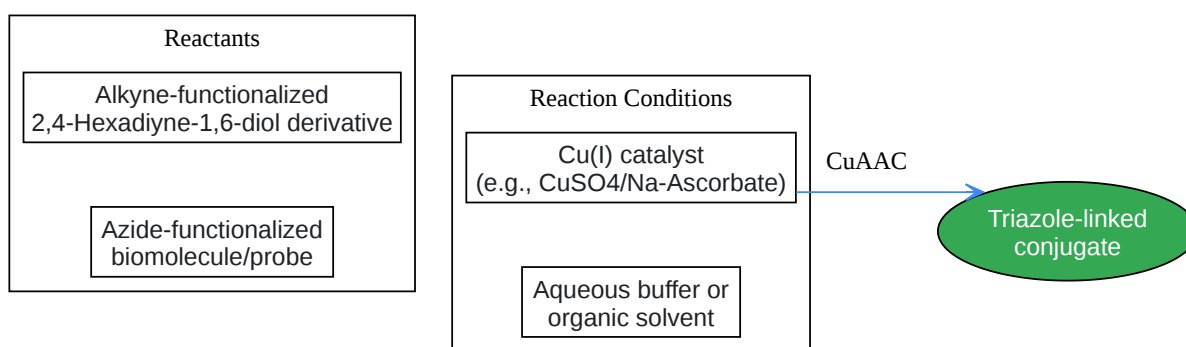 Reactants
Alkyne-functionalized
2,4-Hexadiyne-1,6-diol derivative
Azide-functionalized
biomolecule/probe
Reaction Conditions
Cu(I) catalyst
(e.g., CuSO4/Na-Ascorbate)
Aqueous buffer or
organic solvent
CuAAC
Triazole-linked
conjugate